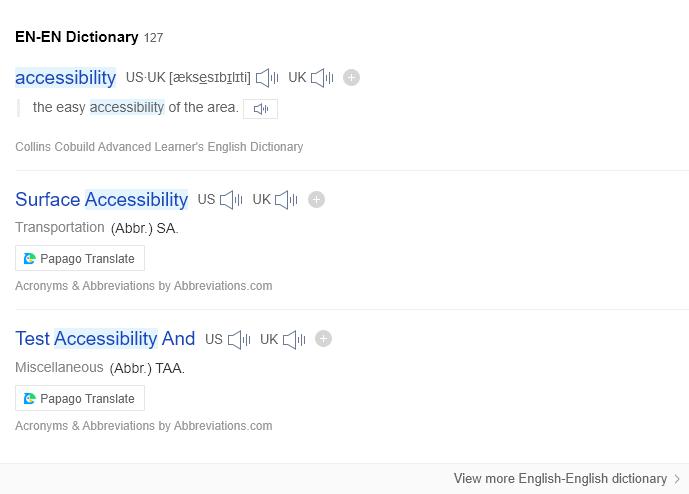 EN-EN Dictionary 127
accessibility US·UK [æksesɪbɪlɪti] UK
the easy accessibility of the area.
Collins Cobuild Advanced Learner's English Dictionary
Surface Accessibility US UK
Transportation (Abbr.) SA.
Papago Translate
Acronyms & Abbreviations by Abbreviations.com
Test Accessibility And US UK
Miscellaneous (Abbr.) TAA.
Papago Translate
Acronyms & Abbreviations by Abbreviations.com
View more English-English dictionary